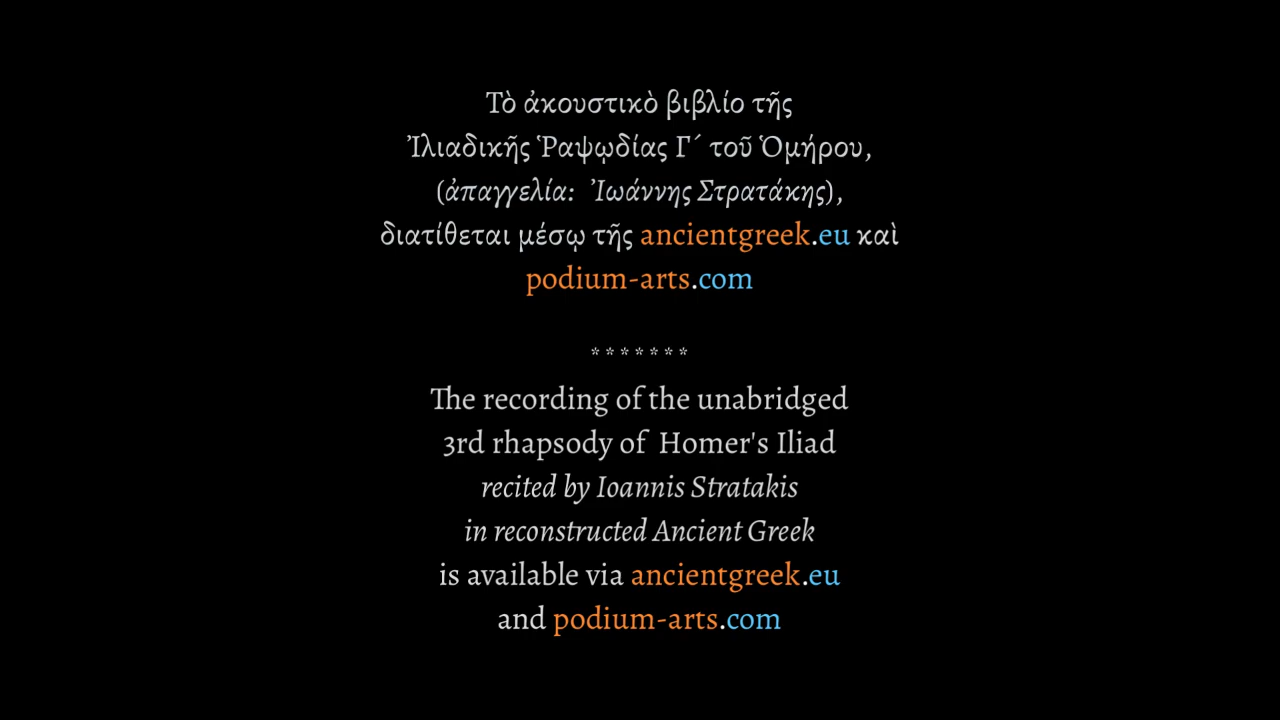 Τὸ ἀκουστικὸ βιβλίο τῆς
Ἰλιαδικῆς Ῥαψῳδίας Γ´ τοῦ Ὁμήρου,
(ἀπαγγελία: Ἰωάννης Στρατάκης),
διατίθεται μέσῳ τῆς ancientgreek.eu καὶ
podium-arts.com
*******
The recording of the unabridged
3rd rhapsody of Homer's Iliad
recited by Ioannis Stratakis
in reconstructed Ancient Greek
is available via ancientgreek.eu
and podium-arts.com